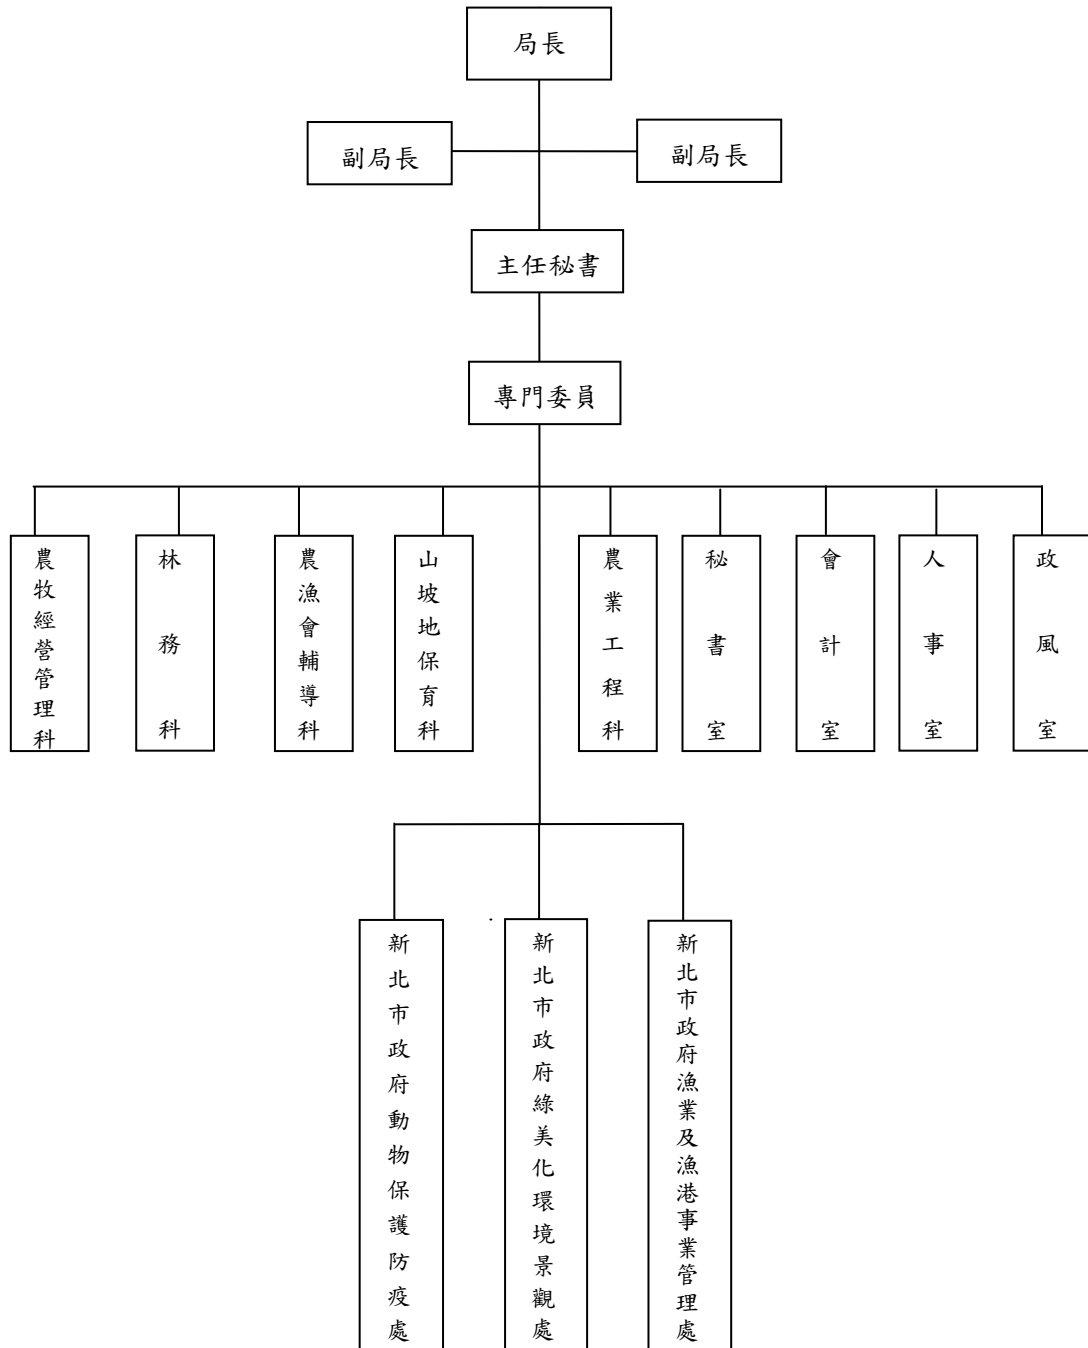 局長
副局長
副局長
主任秘書
專門委員
農牧經營管理科
林務科
農漁會輔導科
山坡地保育科
農業工程科
秘書室
會計室
人事室
政風室
新北市政府動物保護防疫處
新北市政府綠美化環境景觀處
新北市政府漁業及漁港事業管理處